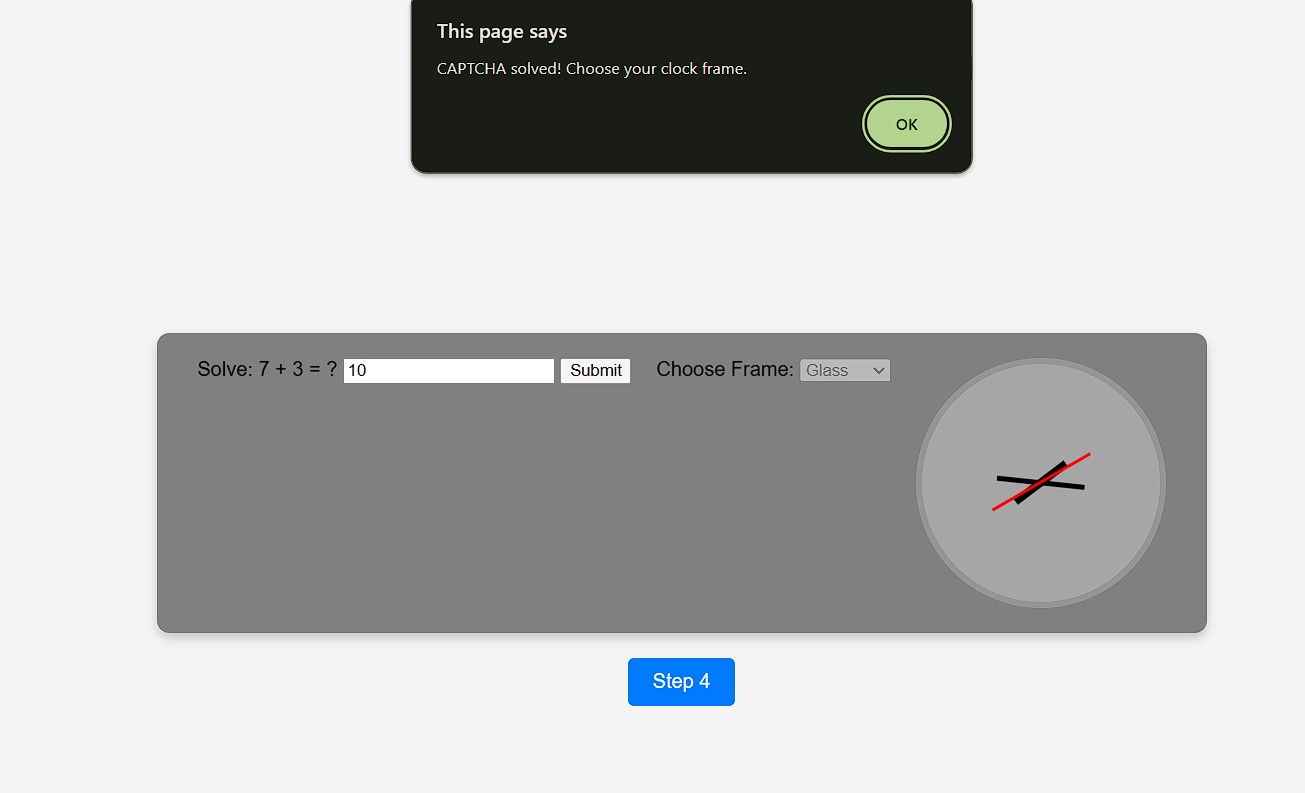 This page says
CAPTCHA solved! Choose your clock frame.
OK
Solve: 7 + 3 = ? 10 Submit Choose Frame: Glass
Step 4